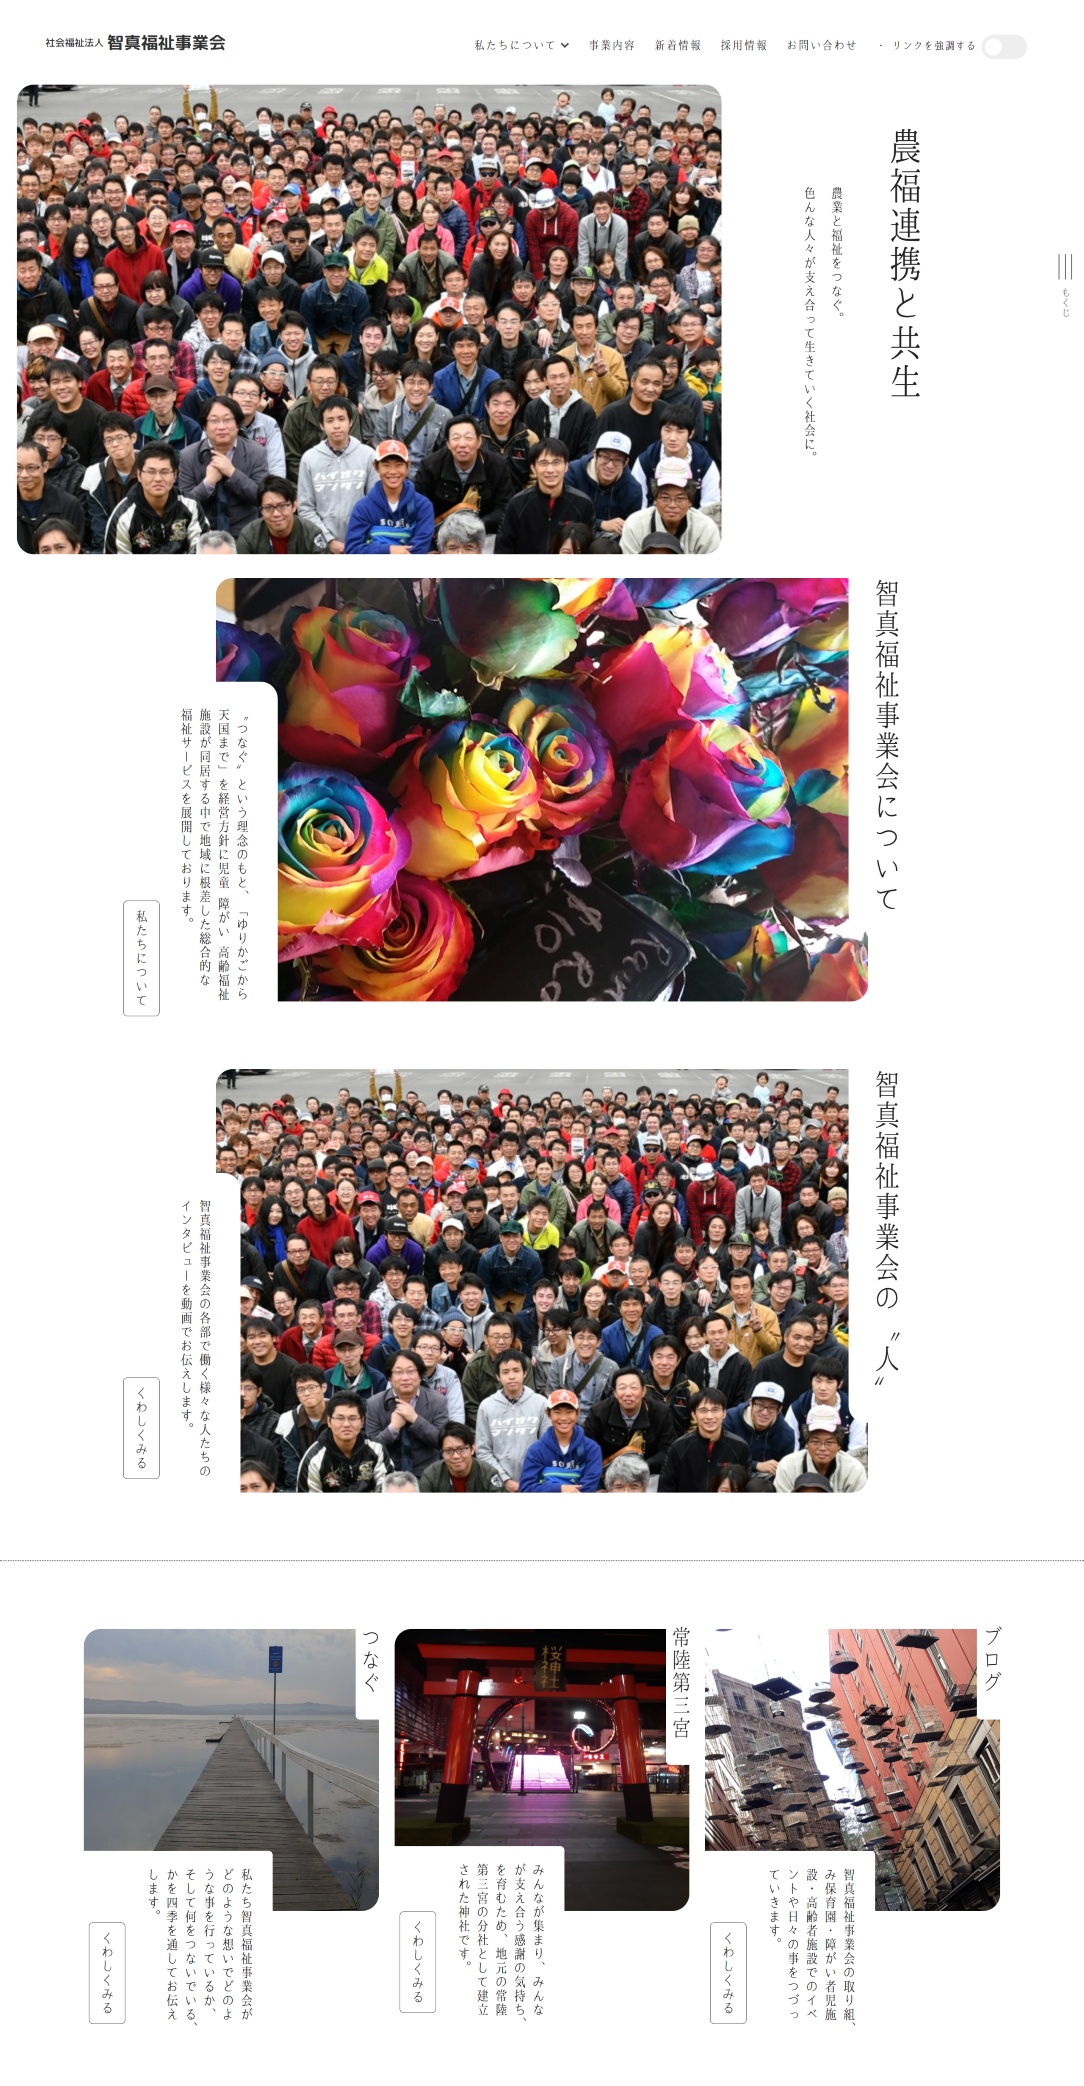 社会福祉法人 智真福祉事業会
私たちについて
事業内容
新着情報
採用情報
お問い合わせ
・ リンクを強調する
農福連携と共生
農業と福祉をつなぐ。
色んな人々が支え合って生きていく社会に。
もくじ
智真福祉事業会について
〝つなぐ〟という理念のもと、「ゆりかごから
天国まで」を経営方針に児童 障がい 高齢福祉
施設が同居する中で地域に根差した総合的な
福祉サービスを展開しております。
私たちについて
智真福祉事業会の〝人〟
智真福祉事業会の各部で働く様々な人たちの
インタビューを動画でお伝えします。
くわしくみる
つなぐ
私たち智真福祉事業会が
どのような想いでどのよ
うな事を行っているか、
そして何をつないでいる、
かを四季を通してお伝え
します。
くわしくみる
常陸第三宮
桜神社
みんなが集まり、みんな
が支え合う感謝の気持ち、
を育むため、地元の常陸
第三宮の分社として建立
された神社です。
くわしくみる
ブログ
智真福祉事業会の取り組、
み保育園・障がい者児施
設・高齢者施設でのイベ
ントや日々の事をつづっ
ていきます。
くわしくみる